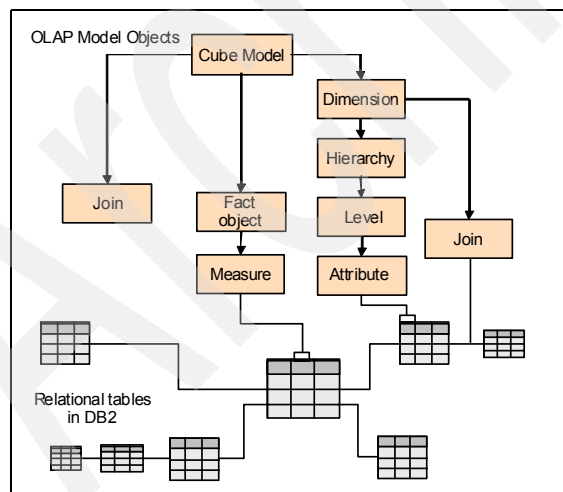 OLAP Model Objects
Cube Model
Dimension
Hierarchy
Join
Fact
object
Level
Join
Measure
Attribute
Relational tables
in DB2